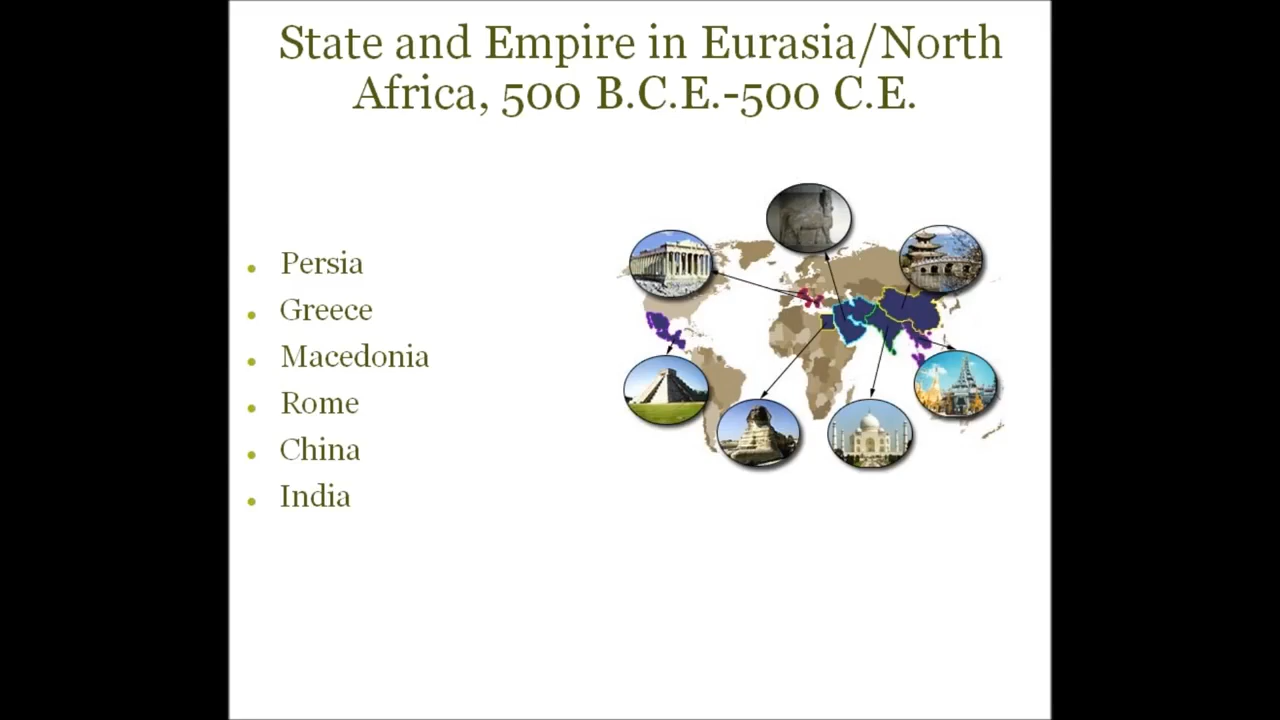 State and Empire in Eurasia/North
Africa, 500 B.C.E.-500 C.E.
Persia
Greece
Macedonia
Rome
China
India